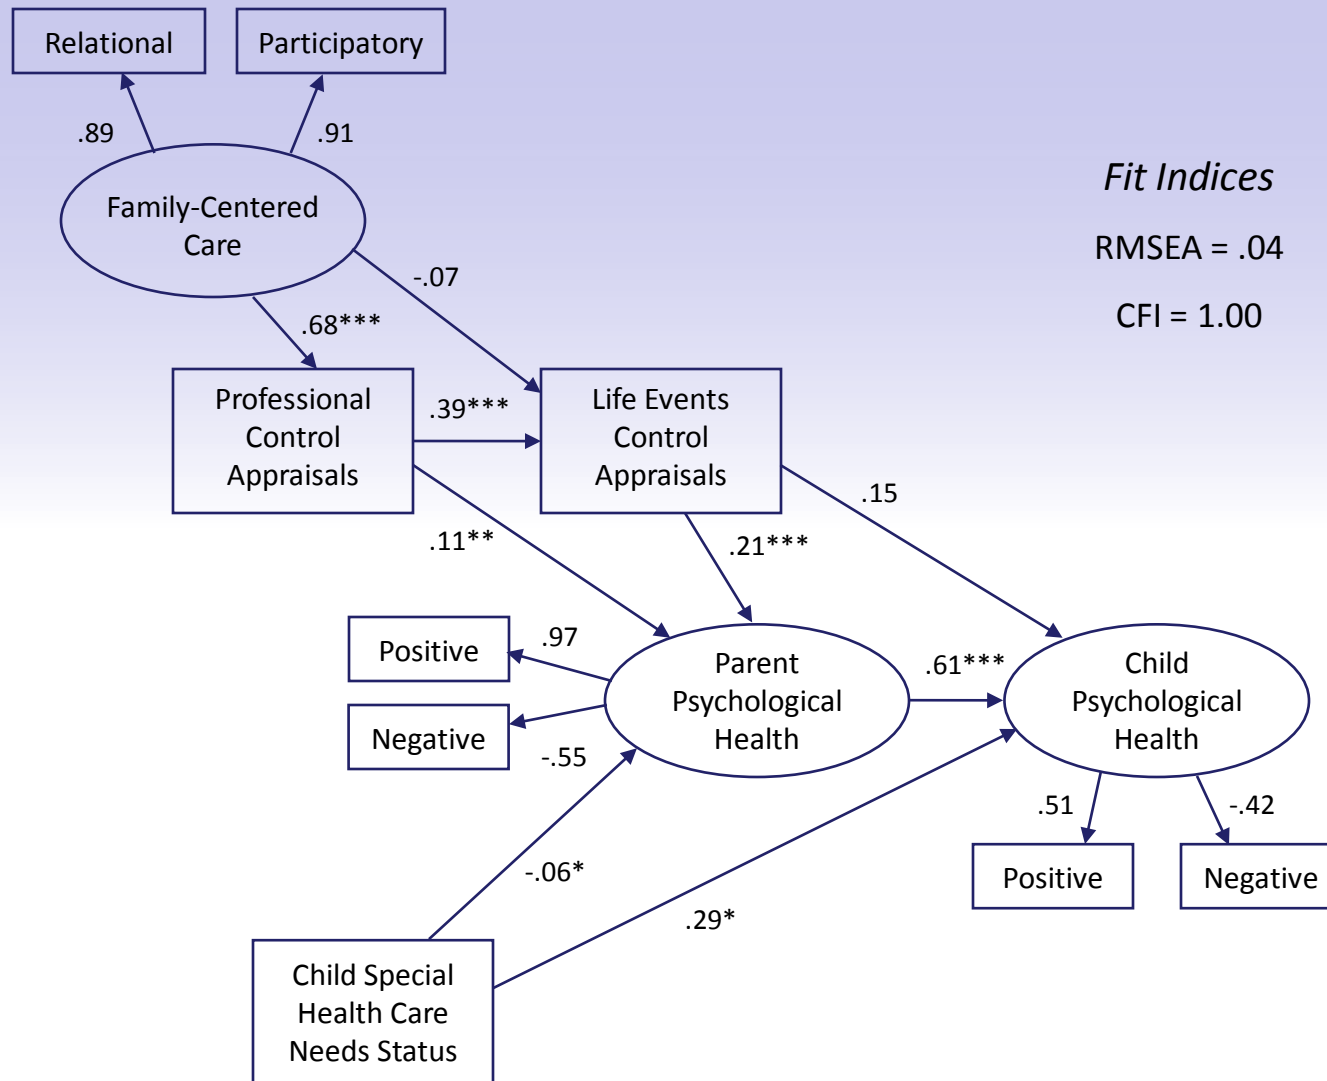 Relational
Participatory
.89
.91
Family-Centered
Care
Fit Indices
RMSEA = .04
CFI = 1.00
-.07
.68***
Professional
Control
Appraisals
.39***
Life Events
Control
Appraisals
.15
.11**
.21***
Positive
.97
Negative
-.55
Parent
Psychological
Health
.61***
Child
Psychological
Health
.51
-.42
Positive
Negative
-.06*
.29*
Child Special
Health Care
Needs Status